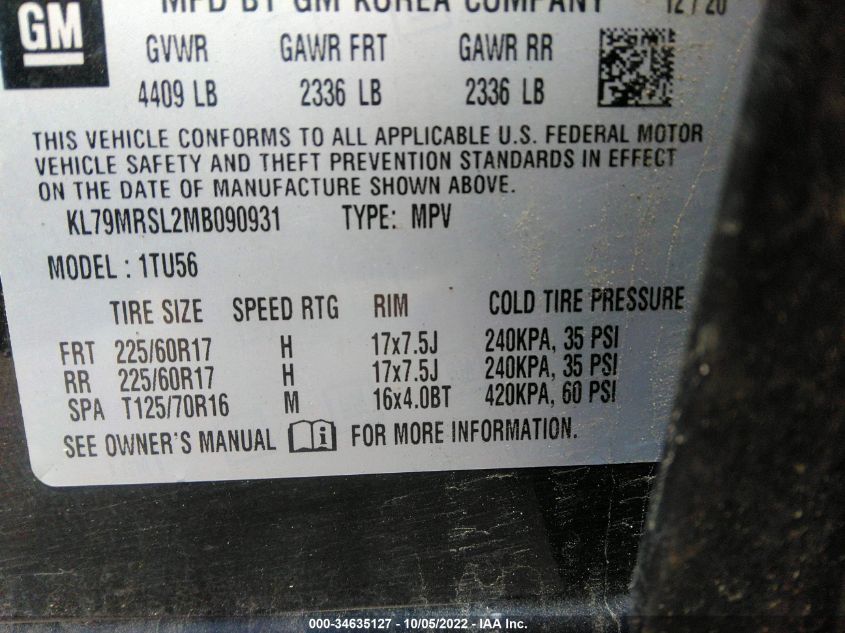 GM
MFD BY GM KOREA COMPANY 12 / 20
GVWR GAWR FRT GAWR RR
4409 LB 2336 LB 2336 LB
THIS VEHICLE CONFORMS TO ALL APPLICABLE U.S. FEDERAL MOTOR
VEHICLE SAFETY AND THEFT PREVENTION STANDARDS IN EFFECT
ON THE DATE OF MANUFACTURE SHOWN ABOVE.
KL79MRSL2MB090931 TYPE: MPV
MODEL : 1TU56
TIRE SIZE SPEED RTG RIM COLD TIRE PRESSURE
FRT 225/60R17 H 17x7.5J 240KPA, 35 PSI
RR 225/60R17 H 17x7.5J 240KPA, 35 PSI
SPA T125/70R16 M 16x4.0BT 420KPA, 60 PSI
SEE OWNER'S MANUAL FOR MORE INFORMATION.
000-34635127 - 10/05/2022 - IAA Inc.